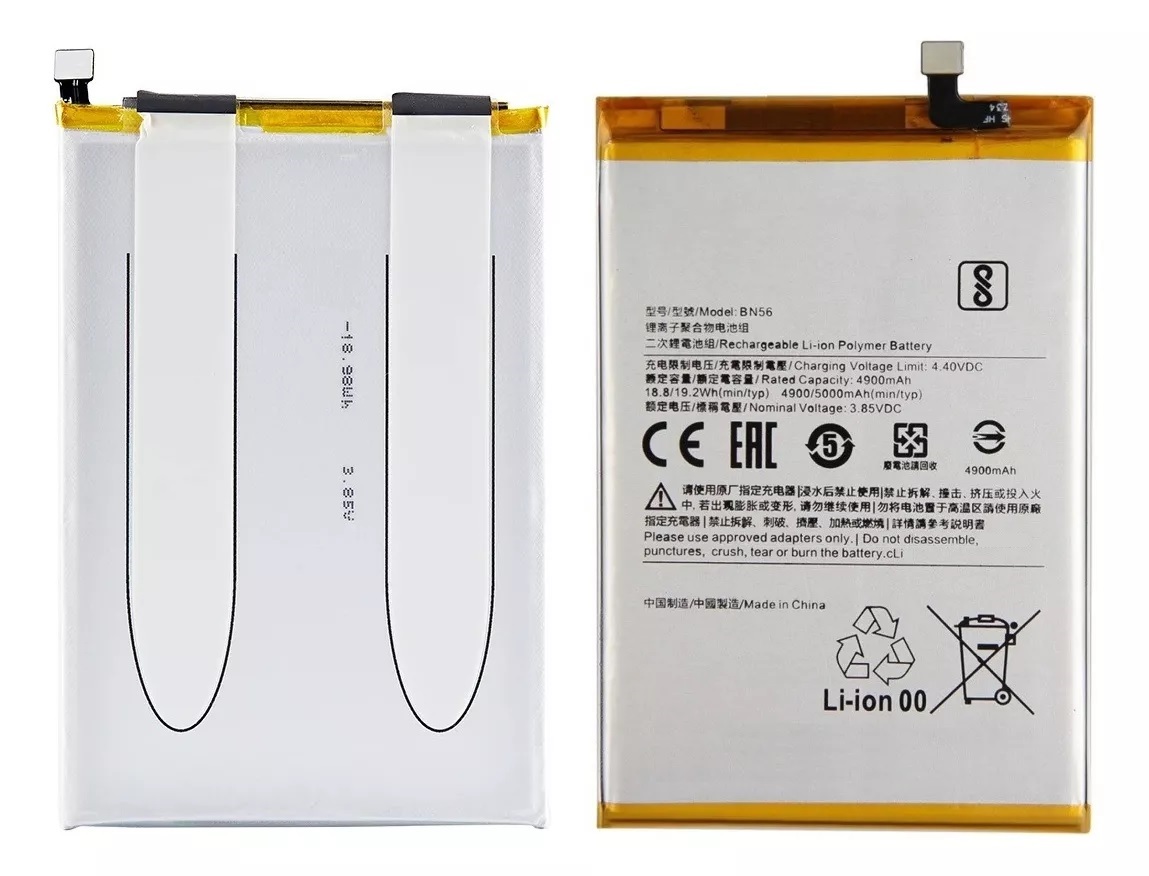 -18.98Wh 3.85V
型号/型號/Model: BN56
锂离子聚合物电池组
二次鋰電池組/Rechargeable Li-ion Polymer Battery
充电限制电压/充電限制電壓/Charging Voltage Limit: 4.40VDC
额定容量/額定電容量/Rated Capacity: 4900mAh
18.8/19.2Wh(min/typ) 4900/5000mAh(min/typ)
额定电压/標稱電壓/Nominal Voltage: 3.85VDC
CE EAC 5
廢電池請回收
4900mAh
请使用原厂指定充电器|浸水后禁止使用|禁止拆解、撞击、挤压或投入火
中, 若出现膨胀或变形, 请勿继续使用|勿将电池置于高温区請使用原廠
指定充電器|禁止拆解、刺破、擠壓、加熱或燃燒|詳情請參考説明書
Please use approved adapters only.| Do not disassemble,
punctures, crush, tear or burn the battery.cLi
中国制造/中國製造/Made in China
Li-ion 00